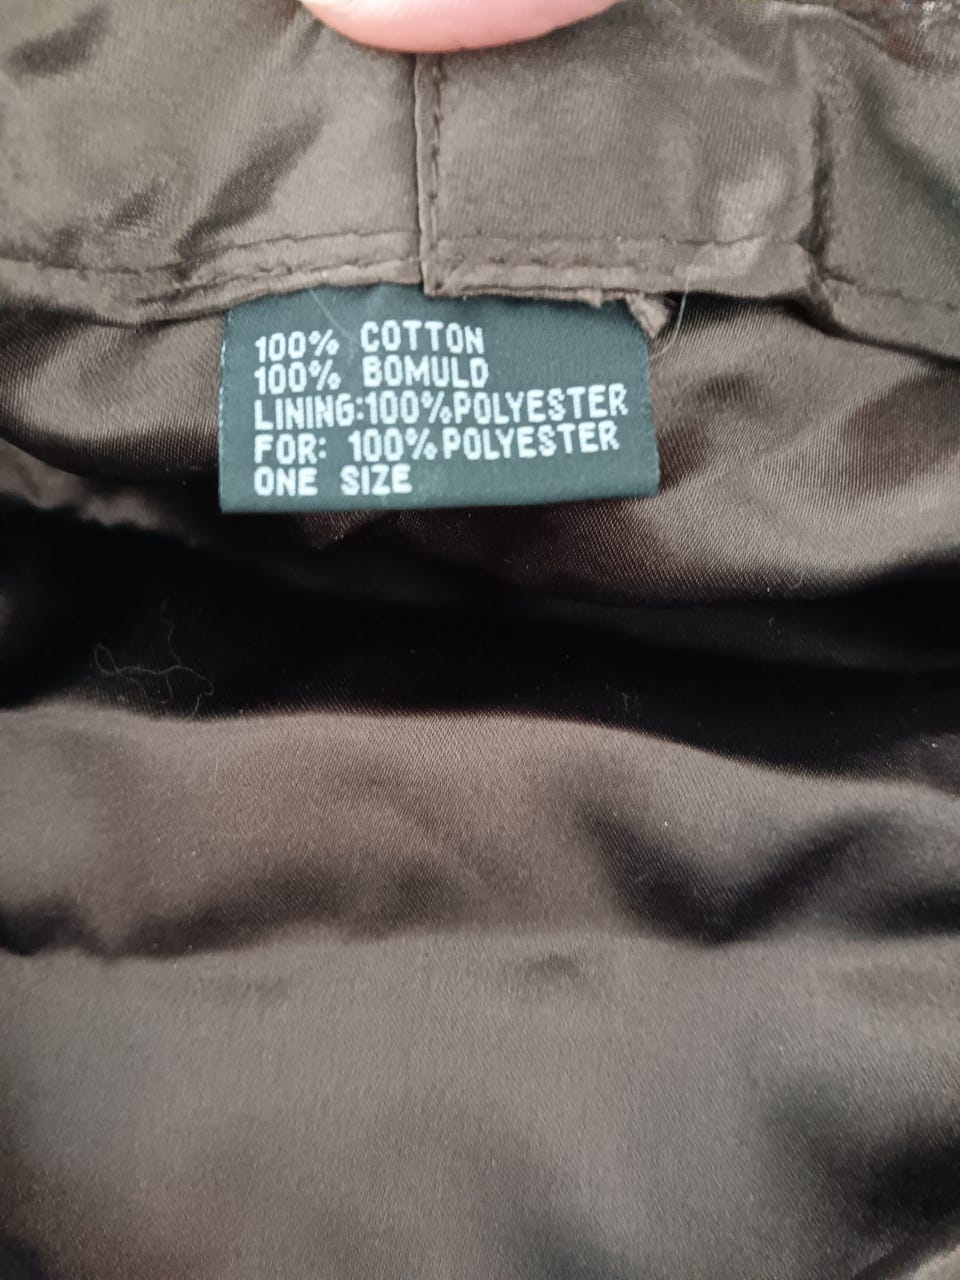 100% COTTON
100% BOMULD
LINING:100%POLYESTER
FOR: 100%POLYESTER
ONE SIZE